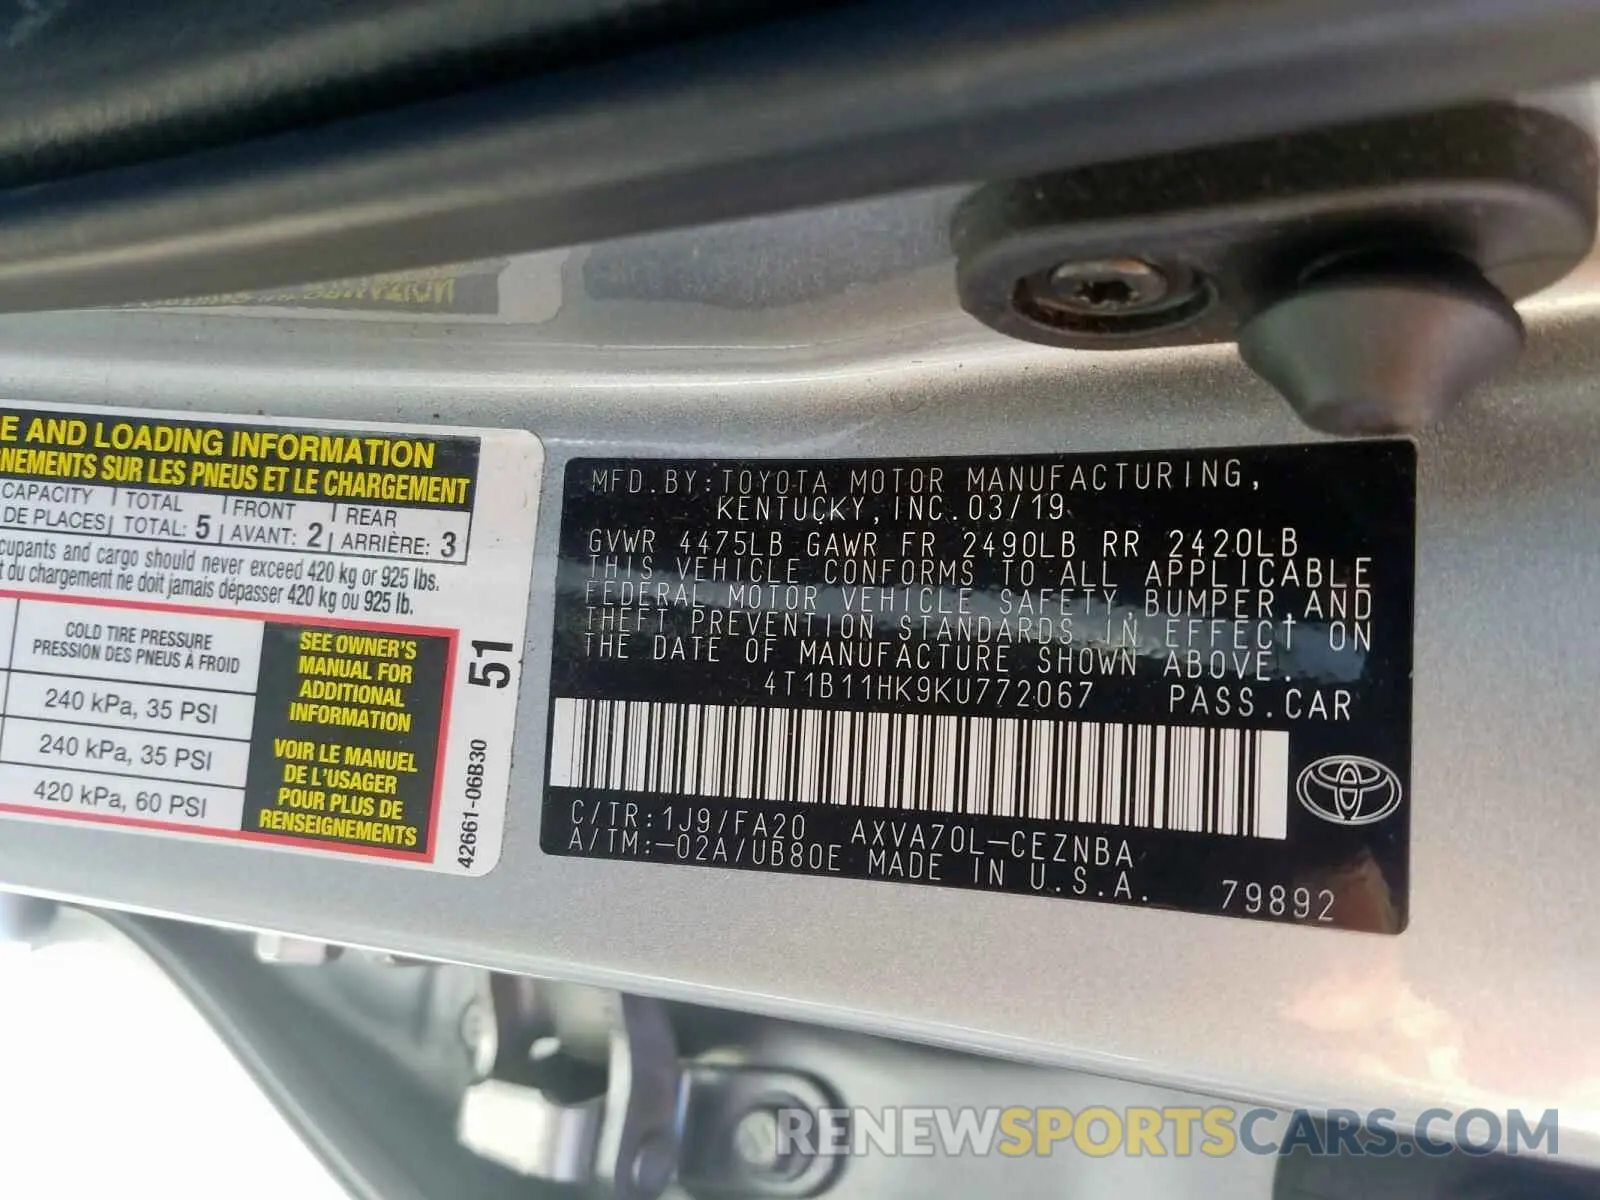 E AND LOADING INFORMATION
NEMENTS SUR LES PNEUS ET LE CHARGEMENT
CAPACITY TOTAL FRONT REAR
DE PLACES TOTAL: 5 AVANT: 2 ARRIÈRE: 3
cupants and cargo should never exceed 420 kg or 925 lbs.
t du chargement ne doit jamais dépasser 420 kg ou 925 lb.
COLD TIRE PRESSURE
PRESSION DES PNEUS À FROID
240 kPa, 35 PSI
240 kPa, 35 PSI
420 kPa, 60 PSI
SEE OWNER'S
MANUAL FOR
ADDITIONAL
INFORMATION
VOIR LE MANUEL
DE L'USAGER
POUR PLUS DE
RENSEIGNEMENTS
42661-06B30 51
MFD.BY:TOYOTA MOTOR MANUFACTURING,
KENTUCKY,INC.03/19
GVWR 4475LB GAWR FR 2490LB RR 2420LB
THIS VEHICLE CONFORMS TO ALL APPLICABLE
FEDERAL MOTOR VEHICLE SAFETY,BUMPER,AND
THEFT PREVENTION STANDARDS IN EFFECT ON
THE DATE OF MANUFACTURE SHOWN ABOVE.
4T1B11HK9KU772067 PASS.CAR
C/TR:1J9/FA20 AXVA70L-CEZNBA
A/TM:-02A/UB80E MADE IN U.S.A. 79892
RENEWSPORTSCARS.COM